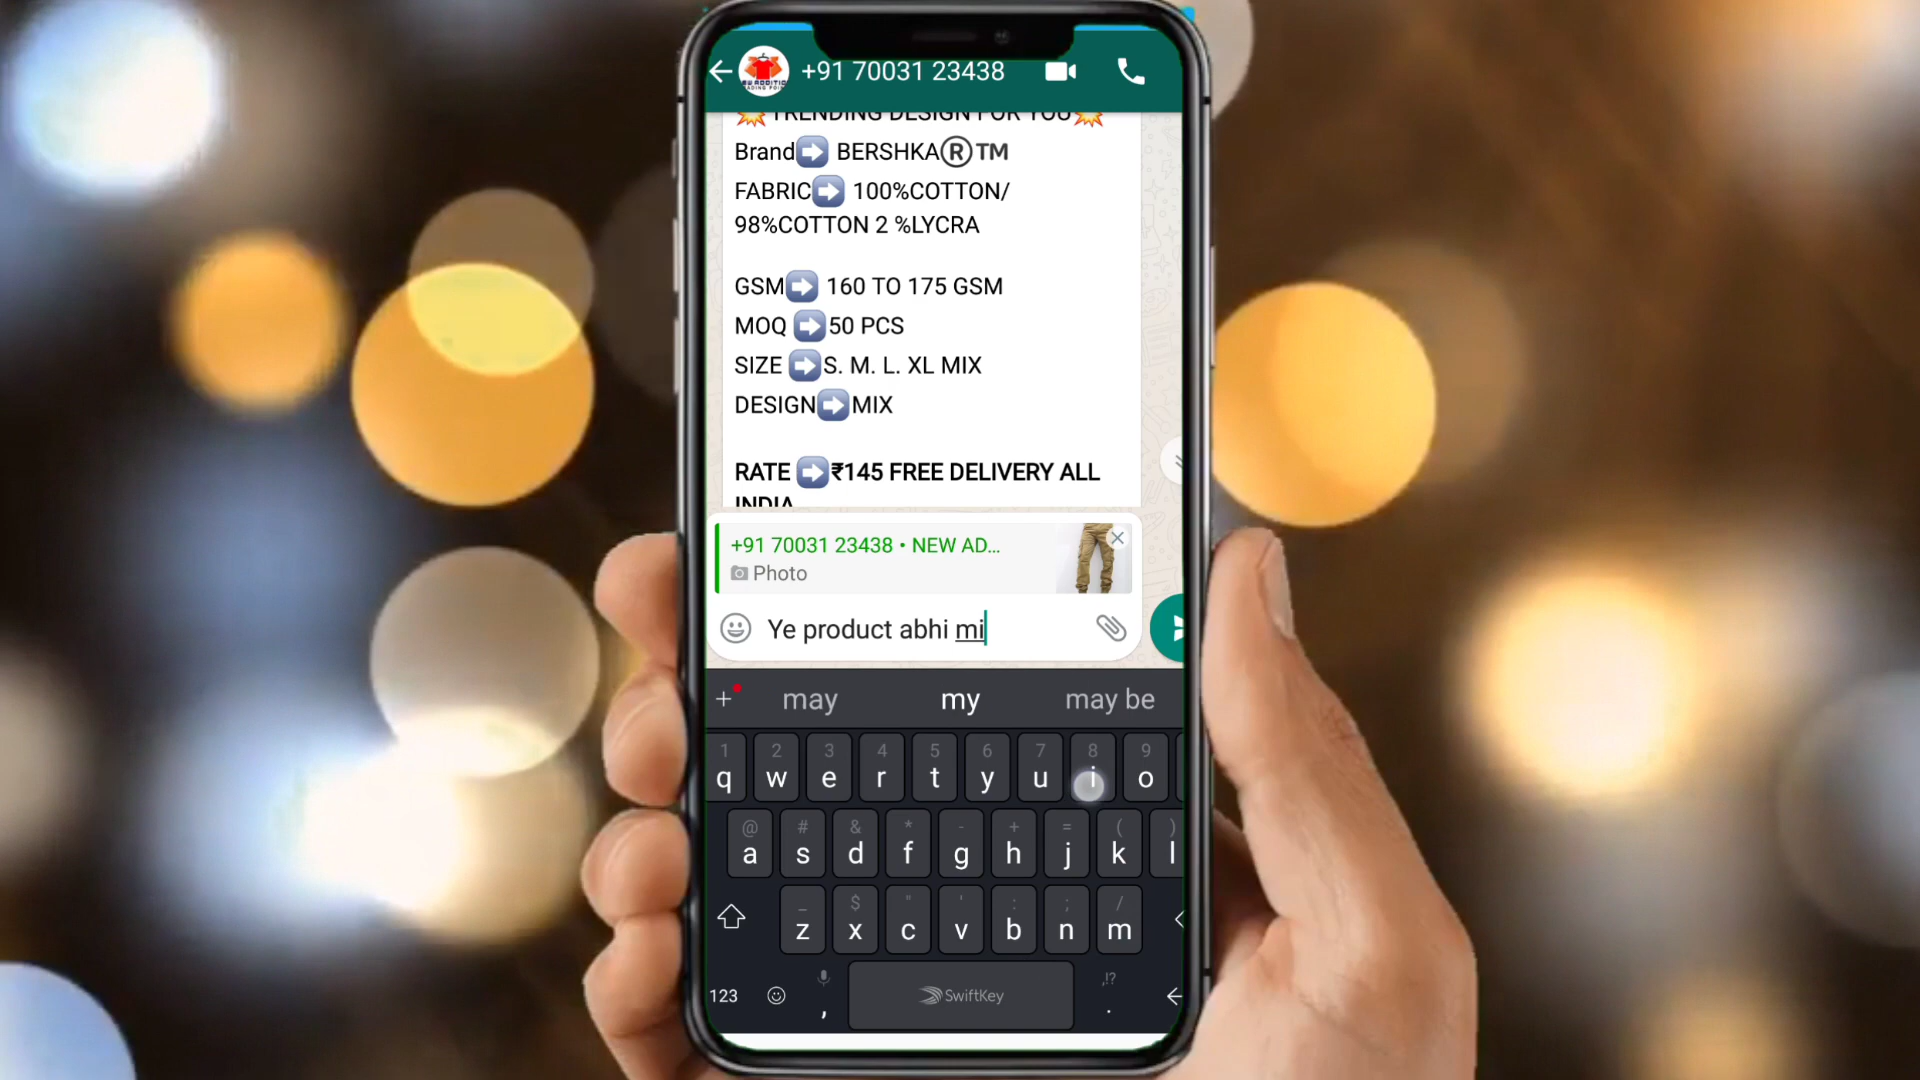 +91 70031 23438
💥TRENDING DESIGN FOR YOU💥
Brand➡️ BERSHKA®️™️
FABRIC➡️ 100%COTTON/
98%COTTON 2 %LYCRA
GSM➡️ 160 TO 175 GSM
MOQ ➡️50 PCS
SIZE ➡️S. M. L. XL MIX
DESIGN➡️MIX
RATE ➡️₹145 FREE DELIVERY ALL
INDIA
+91 70031 23438 • NEW AD...
Photo
Ye product abhi mi
may my may be
1 2 3 4 5 6 7 8 9
q w e r t y u i o
@ # & * - + = ( )
a s d f g h j k l
_ $ " ' : ; /
z x c v b n m
123 , SwiftKey ,!? .